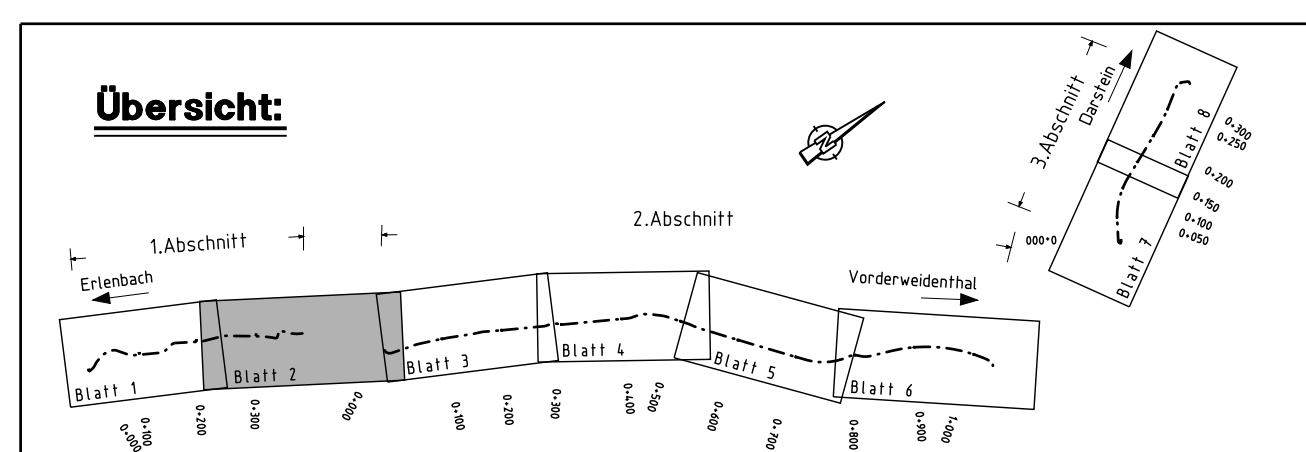 Übersicht:
N
1.Abschnitt
2.Abschnitt
3.Abschnitt
Darstein
Erlenbach
Vorderweidenthal
Blatt 1
Blatt 2
Blatt 3
Blatt 4
Blatt 5
Blatt 6
Blatt 7
Blatt 8
0+000
0+100
0+200
0+300
0+000
0+100
0+200
0+300
0+400
0+500
0+600
0+700
0+800
0+900
1+000
0+000
0+050
0+100
0+150
0+200
0+250
0+300